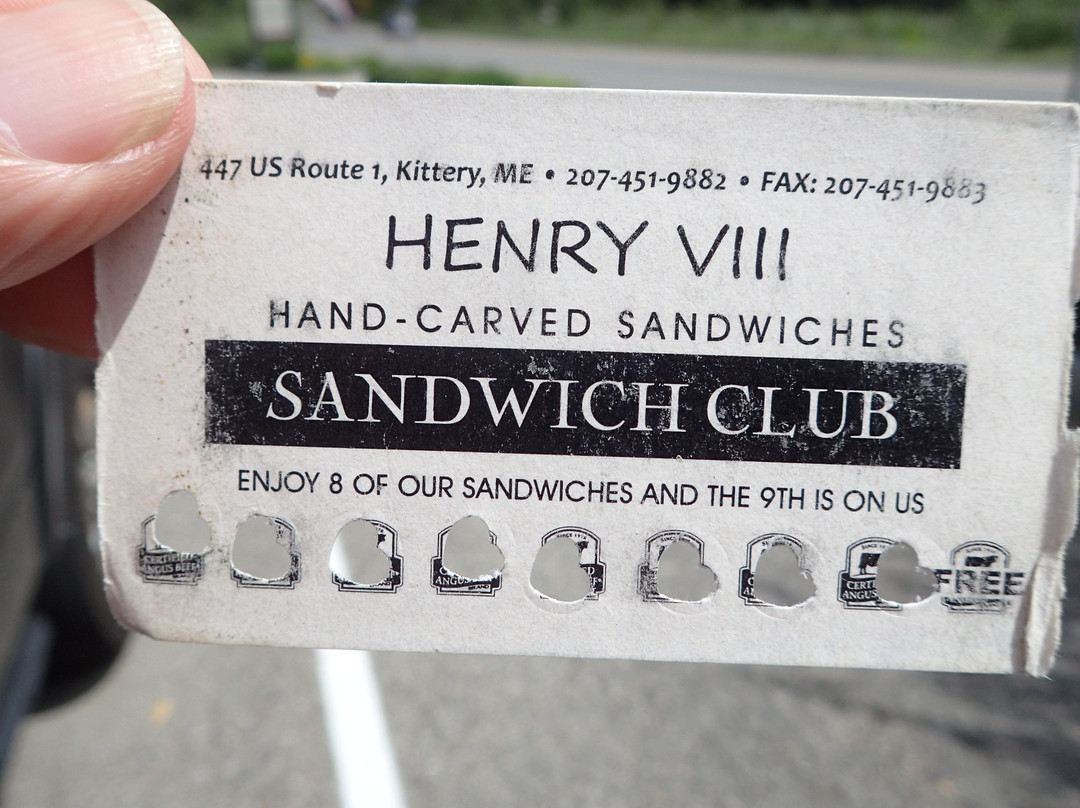 447 US Route 1, Kittery, ME • 207-451-9882 • FAX: 207-451-9883
HENRY VIII
HAND-CARVED SANDWICHES
SANDWICH CLUB
ENJOY 8 OF OUR SANDWICHES AND THE 9TH IS ON US
FREE